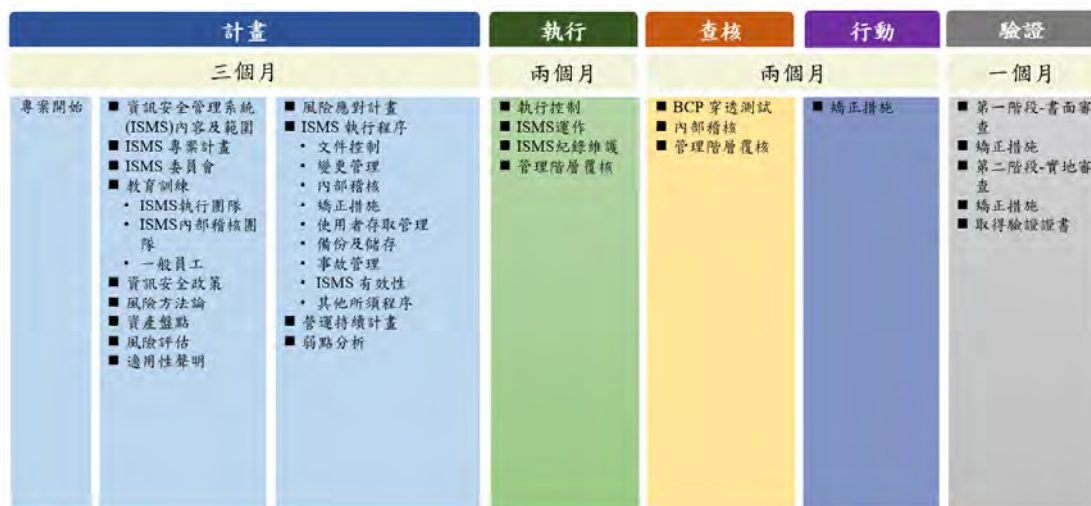 計畫
執行
查核
行動
驗證
三個月
兩個月
兩個月
一個月
專案開始
■ 資訊安全管理系統
(ISMS)內容及範圍
■ ISMS 專案計畫
■ ISMS 委員會
■ 教育訓練
• ISMS執行團隊
• ISMS內部稽核團
隊
• 一般員工
■ 資訊安全政策
■ 風險方法論
■ 資產盤點
■ 風險評估
■ 適用性聲明
■ 風險應對計畫
■ ISMS 執行程序
• 文件控制
• 變更管理
• 內部稽核
• 矯正措施
• 使用者存取管理
• 備份及儲存
• 事故管理
• ISMS 有效性
• 其他所須程序
■ 營運持續計畫
■ 弱點分析
■ 執行控制
■ ISMS運作
■ ISMS紀錄維護
■ 管理階層覆核
■ BCP 穿透測試
■ 內部稽核
■ 管理階層覆核
■ 矯正措施
■ 第一階段-書面審
查
■ 矯正措施
■ 第二階段-實地審
查
■ 矯正措施
■ 取得驗證證書